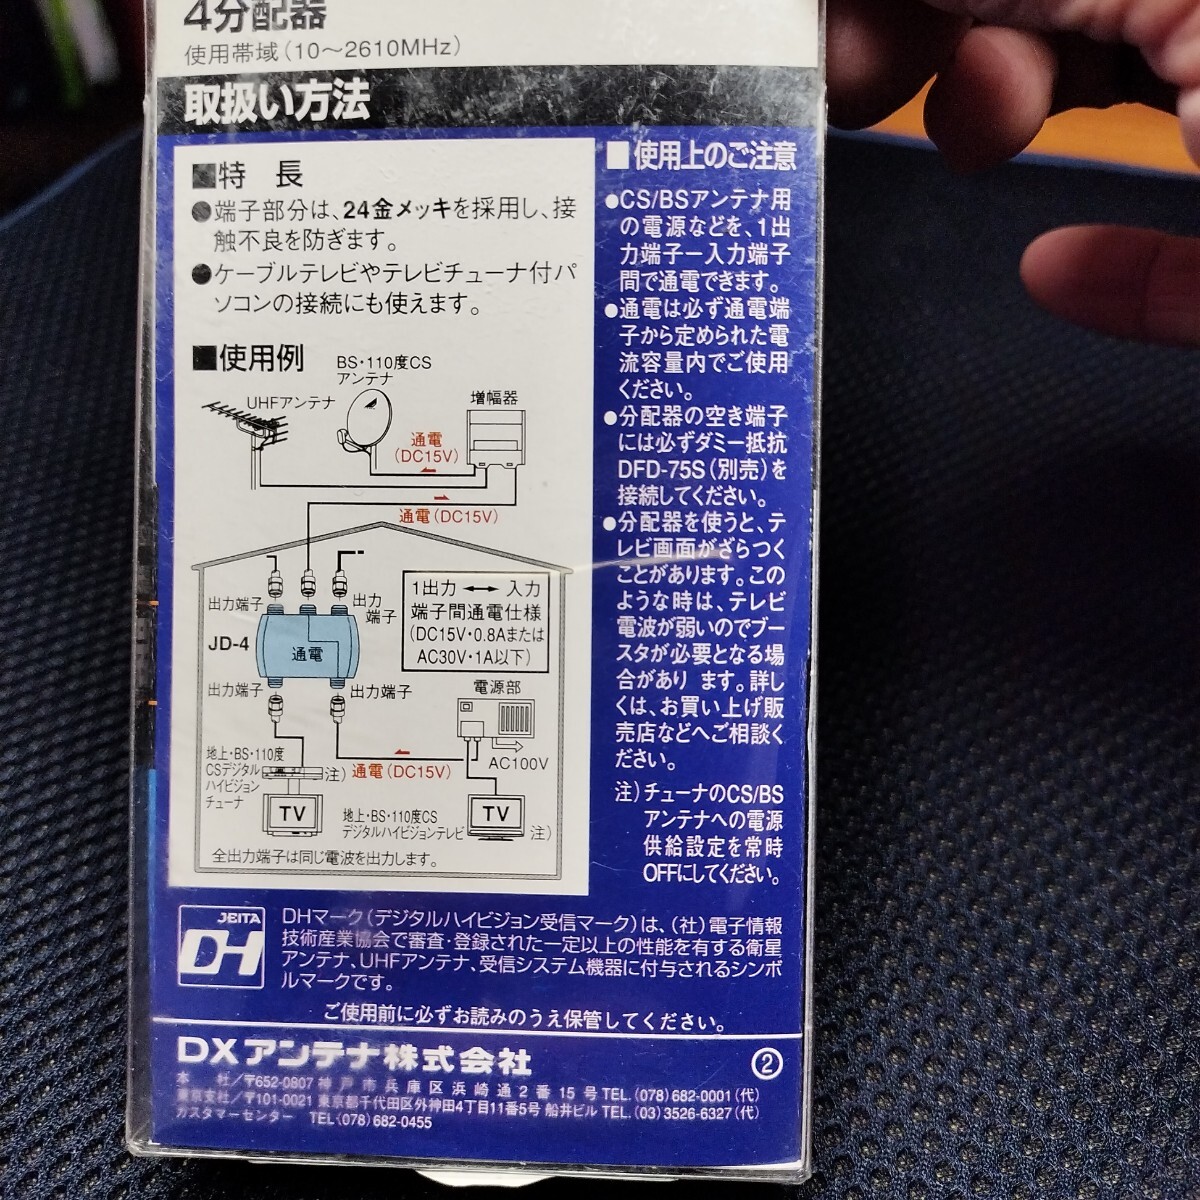 4分配器
使用帯域(10〜2610MHz)
取扱い方法
■特 長
●端子部分は、24金メッキを採用し、接
触不良を防ぎます。
●ケーブルテレビやテレビチューナ付パ
ソコンの接続にも使えます。
■使用例
BS・110度CS
アンテナ
UHFアンテナ
増幅器
通電
(DC15V)
通電(DC15V)
出力端子
出力
端子
JD-4
通電
1出力 ←→ 入力
端子間通電仕様
(DC15V・0.8Aまたは
AC30V・1A以下)
出力端子
出力端子
電源部
AC100V
通電(DC15V)
地上・BS・110度
CSデジタル
ハイビジョン
チューナ
注)
TV
地上・BS・110度CS
デジタルハイビジョンテレビ
TV
注)
全出力端子は同じ電波を出力します。
■使用上のご注意
●CS/BSアンテナ用
の電源などを、1出
力端子ー入力端子
間で通電できます。
●通電は必ず通電端
子から定められた電
流容量内でご使用
ください。
●分配器の空き端子
には必ずダミー抵抗
DFD-75S(別売)を
接続してください。
●分配器を使うと、テ
レビ画面がざらつく
ことがあります。この
ような時は、テレビ
電波が弱いのでブー
スタが必要となる場
合があり ます。詳し
くは、お買い上げ販
売店などへご相談く
ださい。
注)チューナのCS/BS
アンテナへの電源
供給設定を常時
OFFにしてください。
JEITA
DH
DHマーク(デジタルハイビジョン受信マーク)は、(社)電子情報
技術産業協会で審査・登録された一定以上の性能を有する衛星
アンテナ、UHFアンテナ、受信システム機器に付与されるシンボ
ルマークです。
ご使用前に必ずお読みのうえ保管してください。
DXアンテナ株式会社
②
本 社/〒652-0807 神戸市兵庫区浜崎通2番15号 TEL.(078)682-0001(代)
東京支社/〒101-0021 東京都千代田区外神田4丁目11番5号 船井ビル TEL.(03)3526-6327(代)
カスタマーセンター TEL(078)682-0455